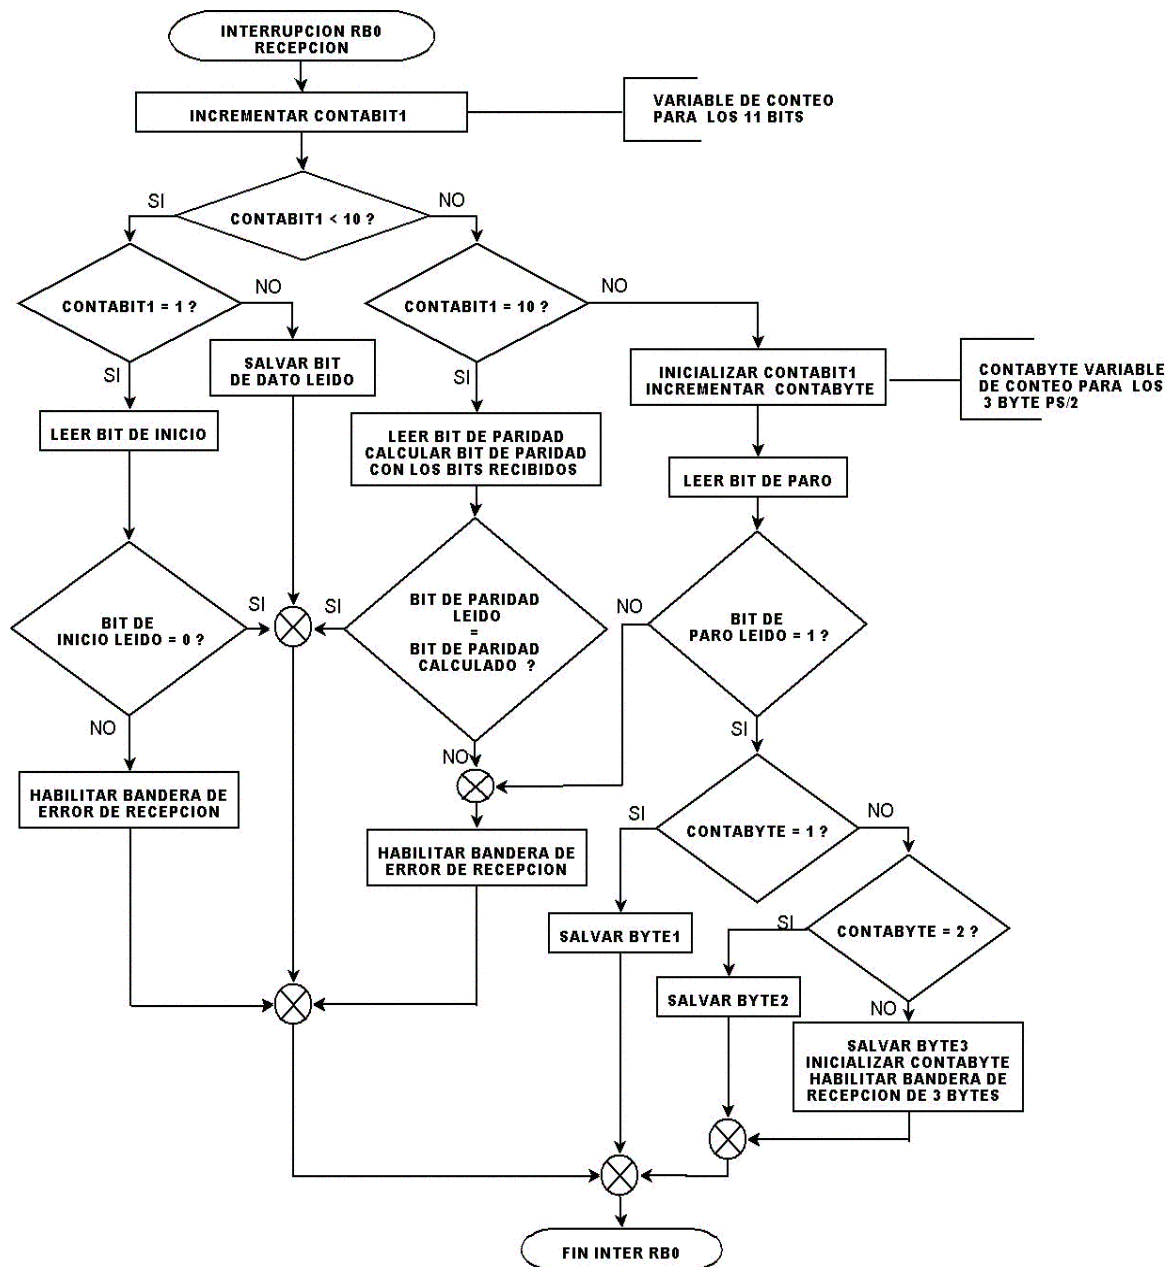 INTERRUPCION RB0
RECEPCION
INCREMENTAR CONTABIT1
VARIABLE DE CONTEO
PARA LOS 11 BITS
SI
NO
CONTABIT1 < 10 ?
NO
NO
CONTABIT1 = 1 ?
CONTABIT1 = 10 ?
SALVAR BIT
DE DATO LEIDO
SI
SI
INICIALIZAR CONTABIT1
INCREMENTAR CONTABYTE
CONTABYTE VARIABLE
DE CONTEO PARA LOS
3 BYTE PS/2
LEER BIT DE INICIO
LEER BIT DE PARIDAD
CALCULAR BIT DE PARIDAD
CON LOS BITS RECIBIDOS
LEER BIT DE PARO
BIT DE
INICIO LEIDO = 0 ?
SI
SI
BIT DE PARIDAD
LEIDO
=
BIT DE PARIDAD
CALCULADO ?
NO
BIT DE
PARO LEIDO = 1 ?
NO
NO
SI
HABILITAR BANDERA DE
ERROR DE RECEPCION
HABILITAR BANDERA DE
ERROR DE RECEPCION
SI
CONTABYTE = 1 ?
NO
SALVAR BYTE1
SI
CONTABYTE = 2 ?
SALVAR BYTE2
NO
SALVAR BYTE3
INICIALIZAR CONTABYTE
HABILITAR BANDERA DE
RECEPCION DE 3 BYTES
FIN INTER RB0